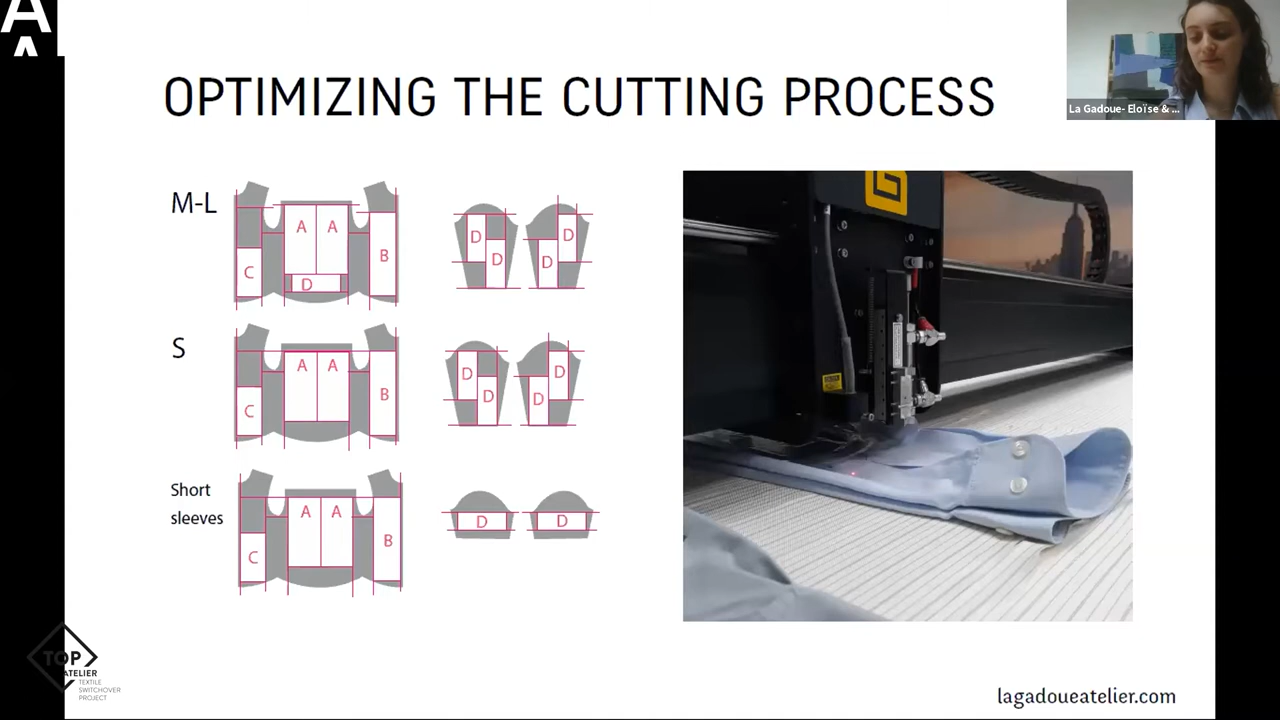 A
A
La Gadoue- Eloïse & ...
OPTIMIZING THE CUTTING PROCESS
M-L
A A
B
C
D
D
D
D
D
S
A A
B
C
D
D
D
D
Short
sleeves
A A
B
C
D
D
TOP
ATELIER
TEXTILE
SWITCHOVER
PROJECT
lagadoueatelier.com